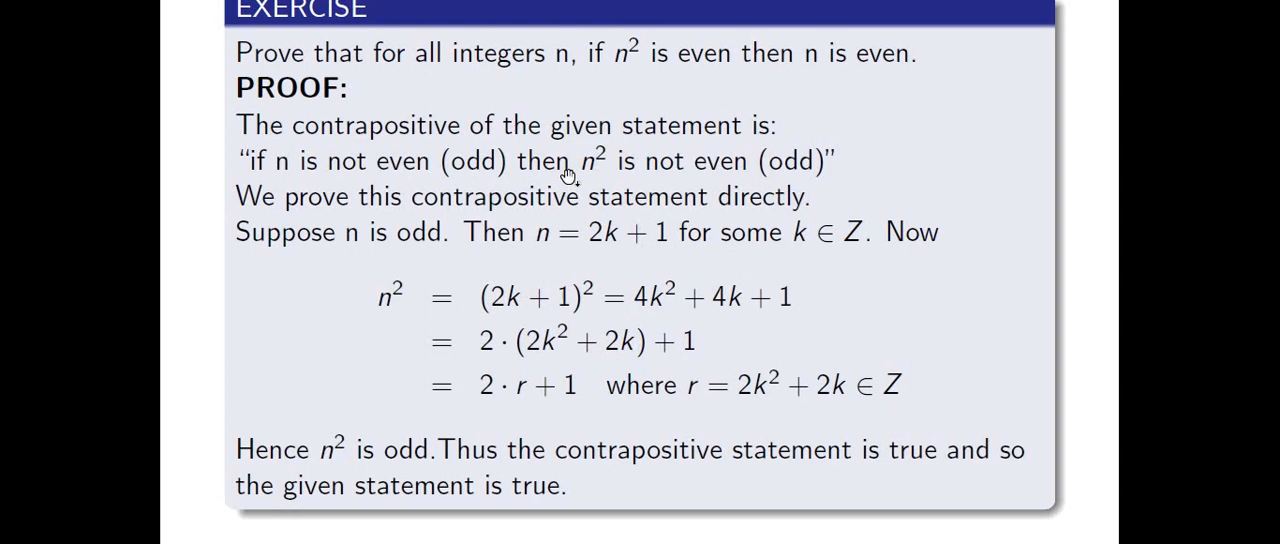 EXERCISE
Prove that for all integers n, if n² is even then n is even.
PROOF:
The contrapositive of the given statement is:
“if n is not even (odd) then n² is not even (odd)”
We prove this contrapositive statement directly.
Suppose n is odd. Then n = 2k + 1 for some k ∈ Z. Now
n² = (2k + 1)² = 4k² + 4k + 1
= 2 · (2k² + 2k) + 1
= 2 · r + 1 where r = 2k² + 2k ∈ Z
Hence n² is odd.Thus the contrapositive statement is true and so
the given statement is true.